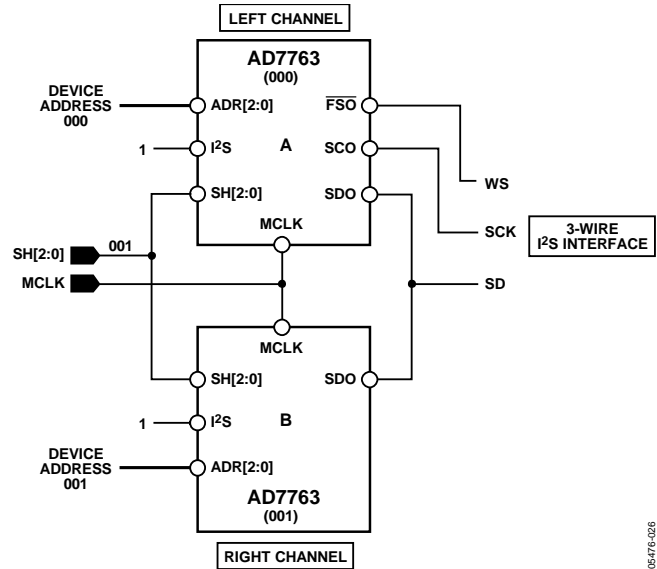 LEFT CHANNEL
AD7763
(000)
DEVICE
ADDRESS
000
ADR[2:0]
FSO
1
I²S
A
SCO
SH[2:0]
SDO
MCLK
WS
SCK
3-WIRE
I²S INTERFACE
SH[2:0]
001
MCLK
SD
MCLK
SH[2:0]
SDO
1
I²S
B
DEVICE
ADDRESS
001
ADR[2:0]
AD7763
(001)
RIGHT CHANNEL
05476-026